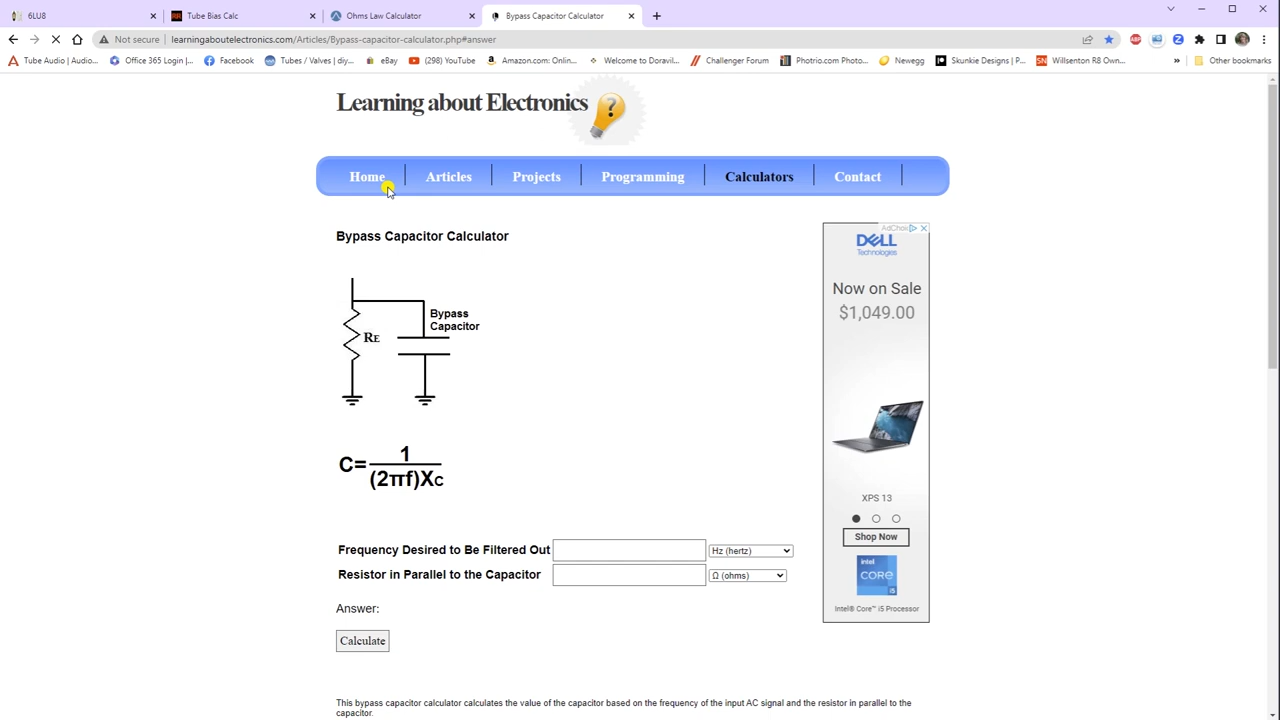 6LU8
Tube Bias Calc
Ohms Law Calculator
Bypass Capacitor Calculator
Not secure
learningaboutelectronics.com/Articles/Bypass-capacitor-calculator.php#answer
Tube Audio | Audio...
Office 365 Login |...
Facebook
Tubes / Valves | diy...
eBay
(298) YouTube
Amazon.com: Onlin...
Welcome to Doravil...
Challenger Forum
Photrio.com Photo...
Newegg
Skunkie Designs | P...
Willsenton R8 Own...
»
Other bookmarks
Learning about Electronics
Home
Articles
Projects
Programming
Calculators
Contact
Bypass Capacitor Calculator
Bypass
Capacitor
RE
C= 1
(2πf)XC
Frequency Desired to Be Filtered Out
Hz (hertz)
Resistor in Parallel to the Capacitor
Ω (ohms)
Answer:
Calculate
This bypass capacitor calculator calculates the value of the capacitor based on the frequency of the input AC signal and the resistor in parallel to the
capacitor.
AdChoi
DELL
Technologies
Now on Sale
$1,049.00
XPS 13
Shop Now
intel
CORE
i5
Intel® Core™ i5 Processor